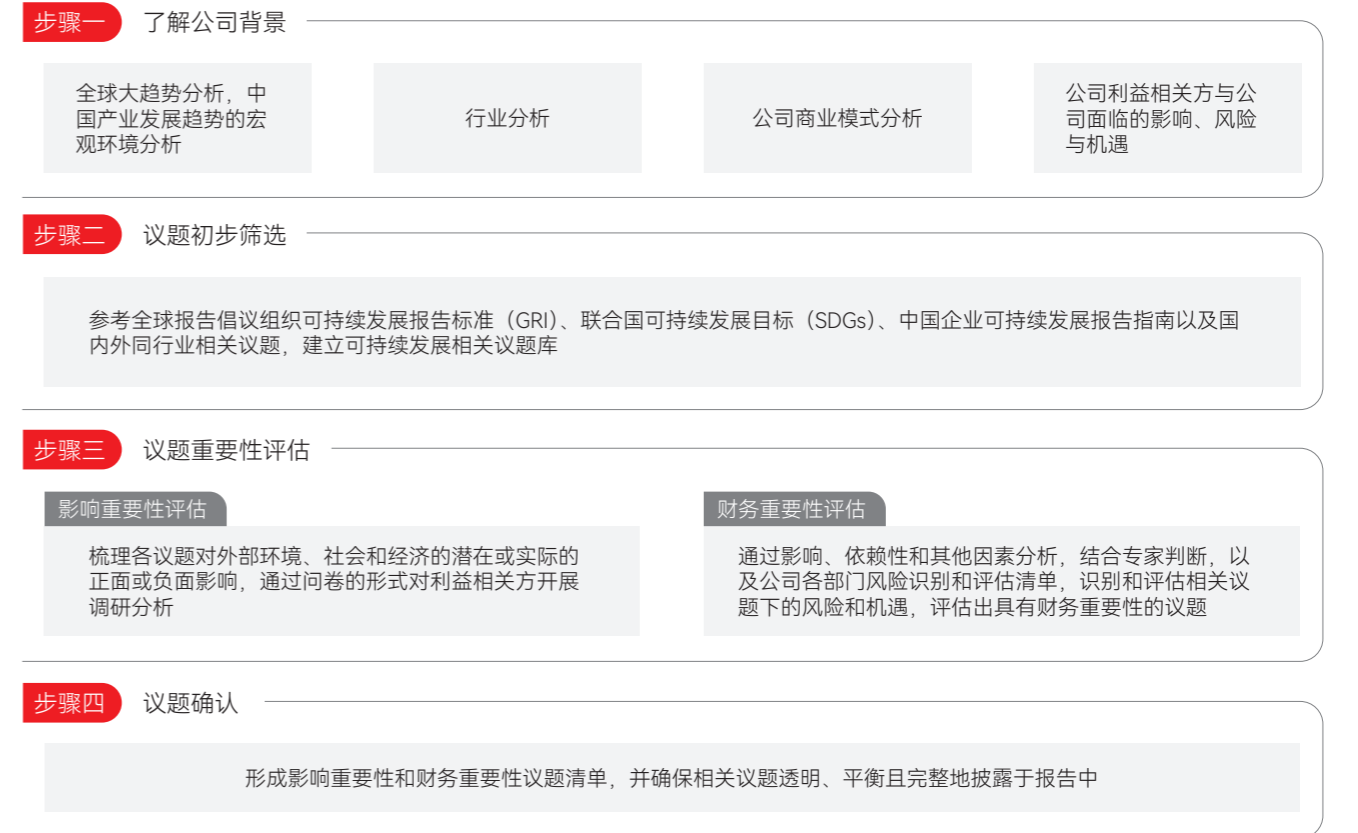 步骤一 了解公司背景
全球大趋势分析，中
国产业发展趋势的宏
观环境分析
行业分析
公司商业模式分析
公司利益相关方与公
司面临的影响、风险
与机遇
步骤二 议题初步筛选
参考全球报告倡议组织可持续发展报告标准（GRI）、联合国可持续发展目标（SDGs）、中国企业可持续发展报告指南以及国
内外同行业相关议题，建立可持续发展相关议题库
步骤三 议题重要性评估
影响重要性评估
梳理各议题对外部环境、社会和经济的潜在或实际的
正面或负面影响，通过问卷的形式对利益相关方开展
调研分析
财务重要性评估
通过影响、依赖性和其他因素分析，结合专家判断，以
及公司各部门风险识别和评估清单，识别和评估相关议
题下的风险和机遇，评估出具有财务重要性的议题
步骤四 议题确认
形成影响重要性和财务重要性议题清单，并确保相关议题透明、平衡且完整地披露于报告中